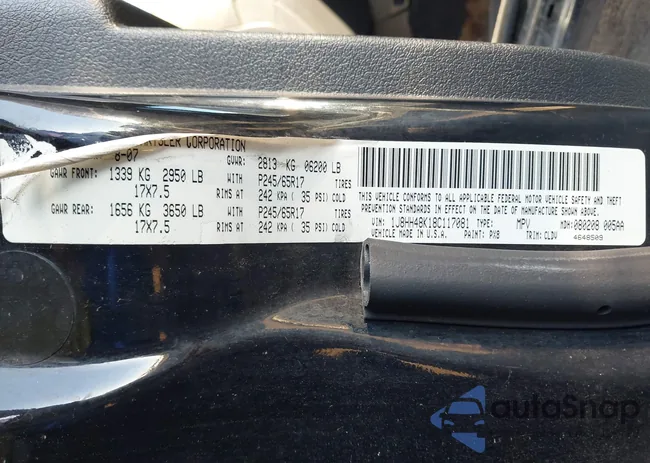 RYSLER CORPORATION
8-07 GVWR: 2813 KG 06200 LB
GAWR FRONT: 1339 KG 2950 LB WITH P245/65R17 TIRES
17X7.5 RIMS AT 242 KPA ( 35 PSI) COLD
GAWR REAR: 1656 KG 3650 LB WITH P245/65R17 TIRES
17X7.5 RIMS AT 242 KPA ( 35 PSI) COLD
THIS VEHICLE CONFORMS TO ALL APPLICABLE FEDERAL MOTOR VEHICLE SAFETY AND THEFT
PREVENTION STANDARDS IN EFFECT ON THE DATE OF MANUFACTURE SHOWN ABOVE.
VIN: 1J8HH48K18C117081 TYPE: MPV MDH: 080208 005AA
VEHICLE MADE IN U.S.A. PAINT: PXB TRIM: CLDV 4648509
autoSnap